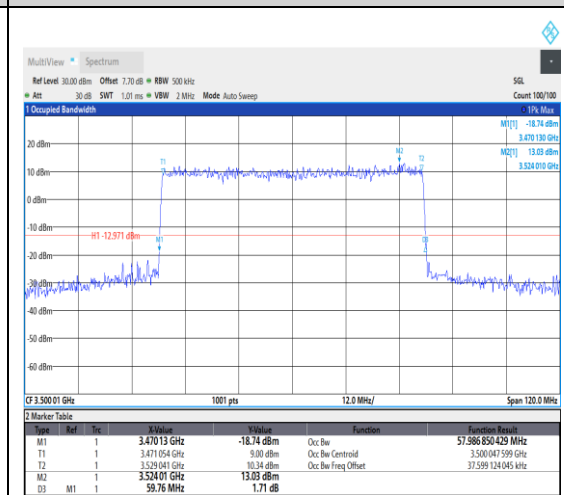 MultiView Spectrum
Ref Level 30.00 dBm Offset 7.70 dB RBW 500 kHz SGL
Att 30 dB SWT 1.01 ms VBW 2 MHz Mode Auto Sweep Count 100/100
1 Occupied Bandwidth 1Pk Max
M1[1] -18.74 dBm
3.470 130 GHz
M2[1] 13.03 dBm
3.524 010 GHz
20 dBm
M2
T1
T2
10 dBm
0 dBm
-10 dBm
H1 -12.971 dBm
M1
D3
-20 dBm
-30 dBm
-40 dBm
-50 dBm
-60 dBm
CF 3.500 01 GHz 1001 pts 12.0 MHz/ Span 120.0 MHz
2 Marker Table
Type Ref Trc X-Value Y-Value Function Function Result
M1 1 3.470 13 GHz -18.74 dBm Occ Bw 57.986 850 429 MHz
T1 1 3.471 054 GHz 9.00 dBm Occ Bw Centroid 3.500 047 599 GHz
T2 1 3.529 041 GHz 10.34 dBm Occ Bw Freq Offset 37.599 124 045 kHz
M2 1 3.524 01 GHz 13.03 dBm
D3 M1 1 59.76 MHz 1.71 dB